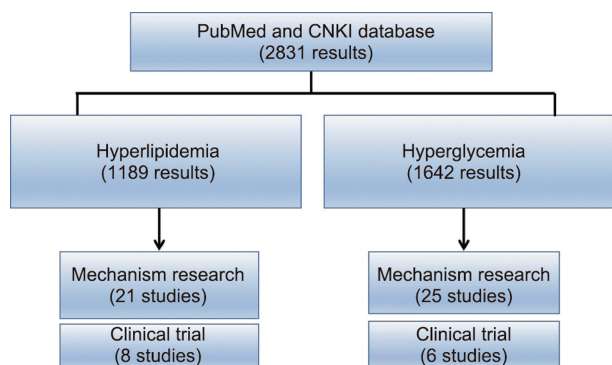 PubMed and CNKI database
(2831 results)
Hyperlipidemia
(1189 results)
Hyperglycemia
(1642 results)
Mechanism research
(21 studies)
Mechanism research
(25 studies)
Clinical trial
(8 studies)
Clinical trial
(6 studies)